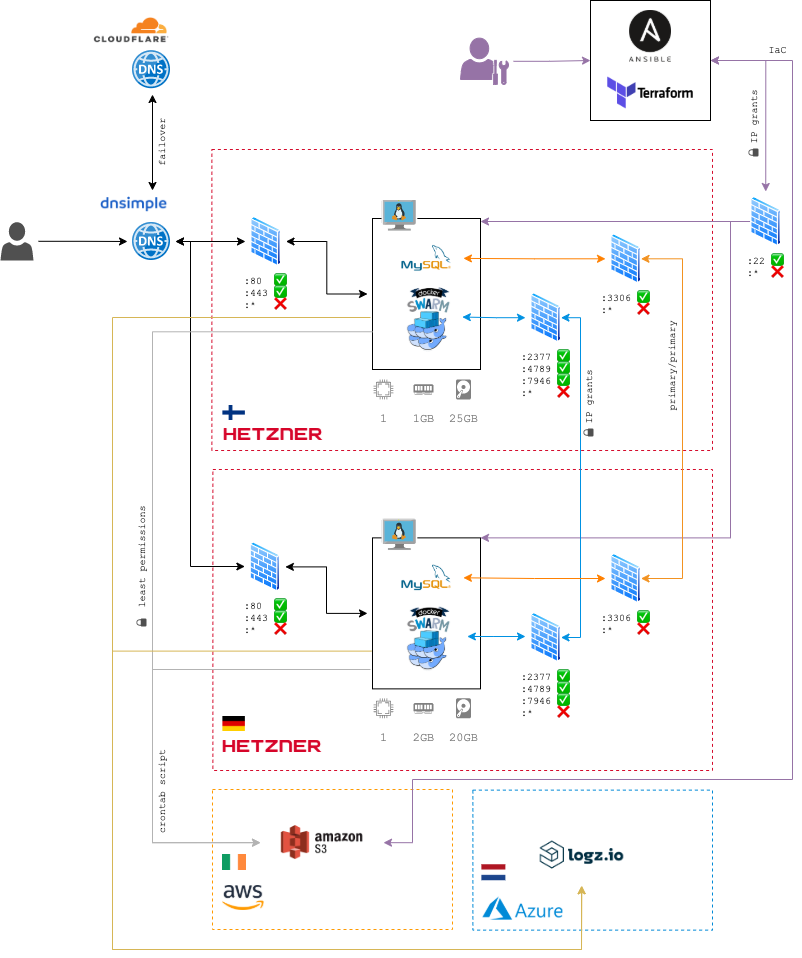 CLOUDFLARE
DNS
failover
dnsimple
DNS
ANSIBLE
Terraform
IaC
IP grants
:22
:*
:80
:443
:*
MySQL
docker
SWARM
:3306
:*
:2377
:4789
:7946
:*
1
1GB
25GB
HETZNER
IP grants
primary/primary
least permissions
:80
:443
:*
MySQL
docker
SWARM
:3306
:*
:2377
:4789
:7946
:*
1
2GB
20GB
HETZNER
crontab script
amazon
S3
aws
logz.io
Azure